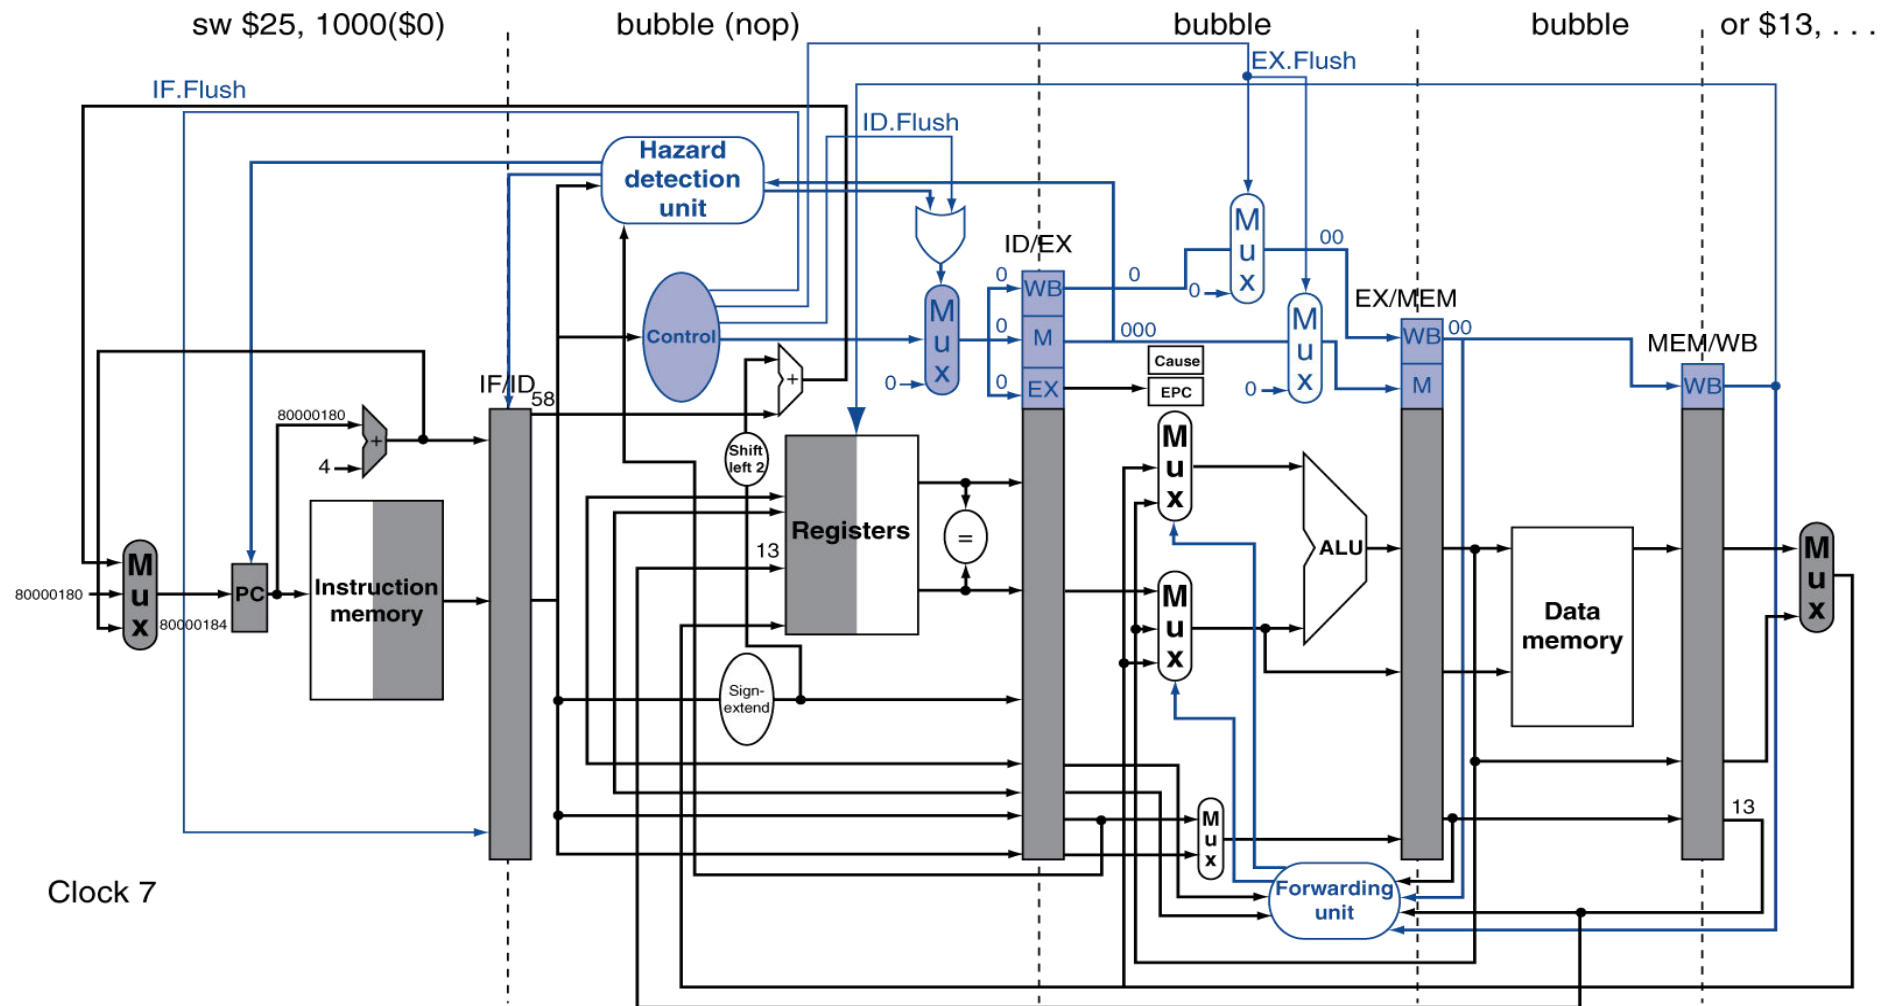 sw $25, 1000($0)
bubble (nop)
bubble
bubble
or $13, . . .
EX.Flush
IF.Flush
ID.Flush
Hazard
detection
unit
M
u
x
00
ID/EX
0
WB
0
0
M
u
x
EX/MEM
WB
00
Control
M
u
x
0
0
M
000
M
u
x
0
MEM/WB
Cause
0
EX
EPC
M
WB
IF/ID
58
+
80000180
+
4
Shift
left 2
M
u
x
Registers
=
13
ALU
M
u
x
80000180
80000184
PC
Instruction
memory
M
u
x
Data
memory
M
u
x
Sign-
extend
M
u
x
13
Clock 7
Forwarding
unit